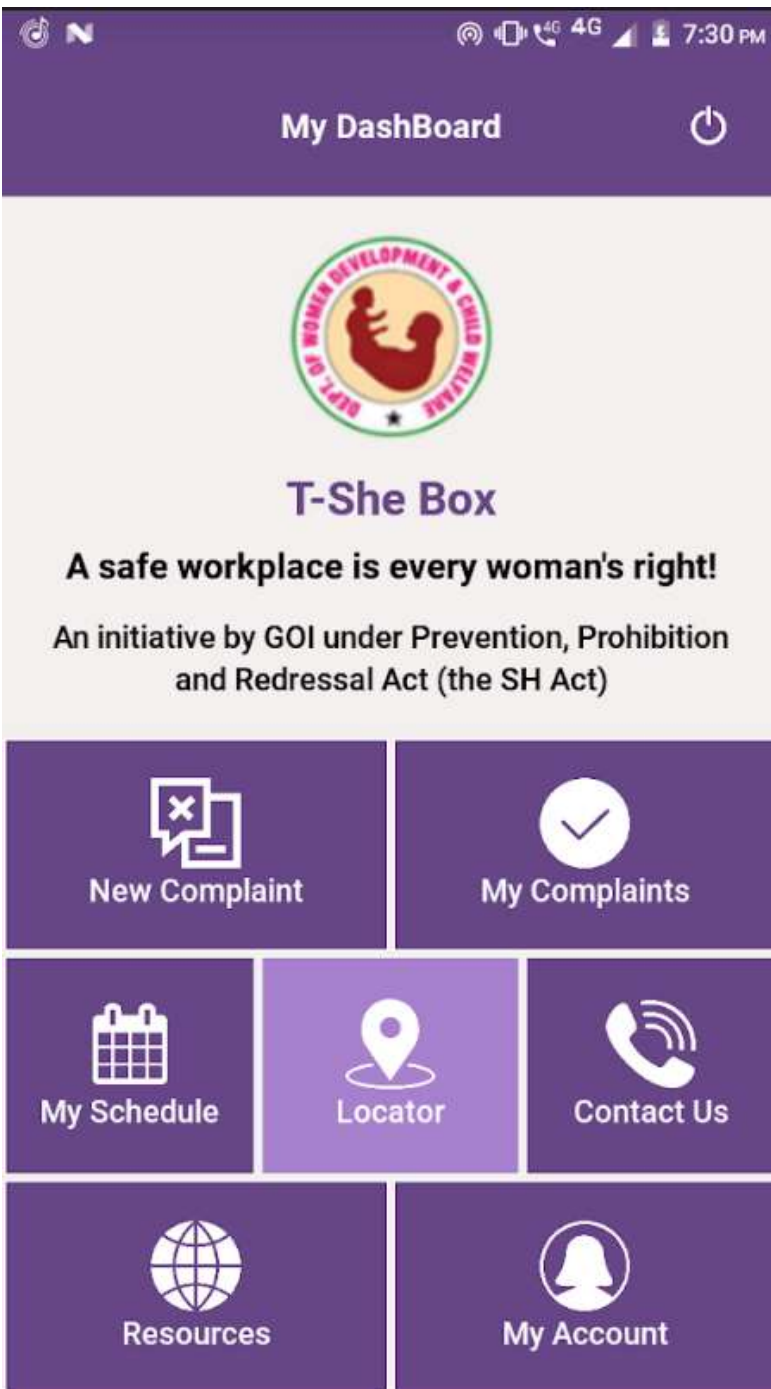 4G 4G 7:30 PM
My DashBoard
DEPT. OF WOMEN DEVELOPMENT & CHILD WELFARE
T-She Box
A safe workplace is every woman's right!
An initiative by GOI under Prevention, Prohibition
and Redressal Act (the SH Act)
New Complaint
My Complaints
My Schedule
Locator
Contact Us
Resources
My Account